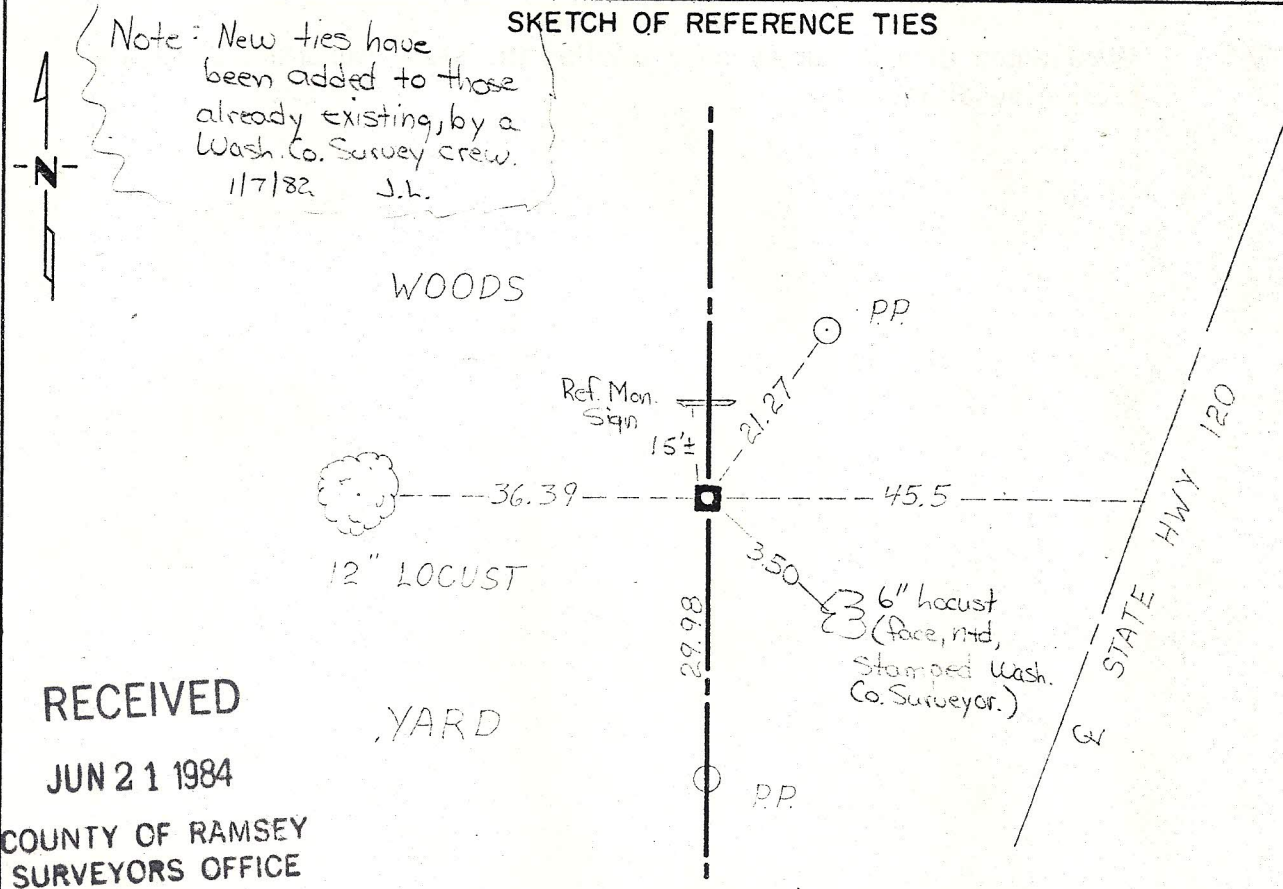 SKETCH OF REFERENCE TIES
Note: New ties have
been added to those
already existing, by a
Wash. Co. Survey crew.
1/7/82 J.L.
N
WOODS
P.P.
Ref. Mon.
Sign
15'±
21.27
36.39
45.5
12" LOCUST
3.50
29.98
6" Locust
(face, n+d,
Stamped Wash.
Co. Surveyor.)
STATE HWY 120
YARD
P.P.
RECEIVED
JUN 21 1984
COUNTY OF RAMSEY
SURVEYORS OFFICE